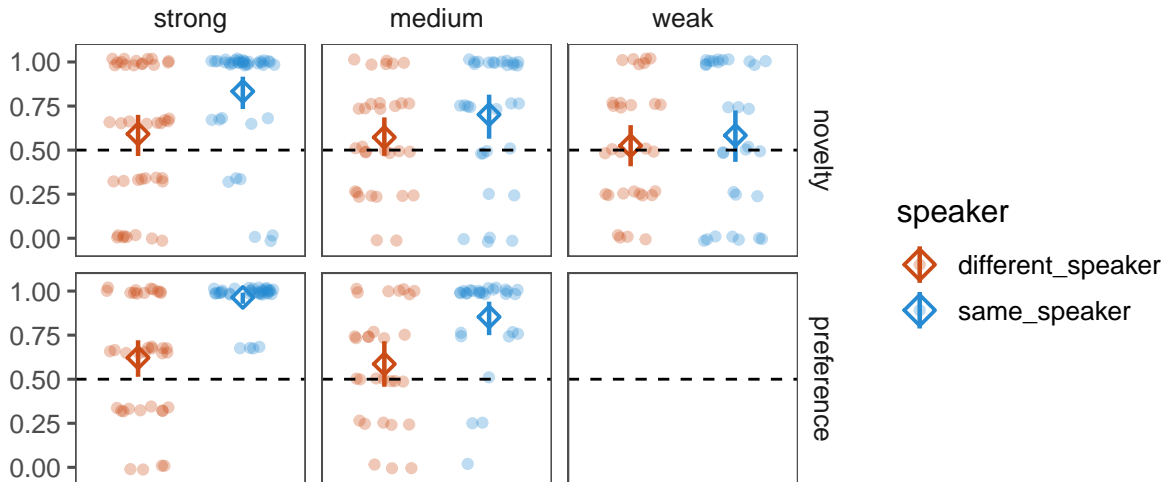 strong medium weak
1.00
0.75
0.50
0.25
0.00
novelty
1.00
0.75
0.50
0.25
0.00
preference
speaker
different_speaker
same_speaker